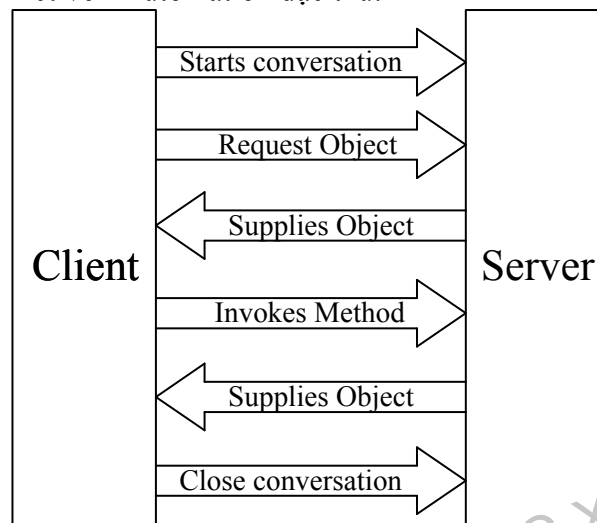 Starts conversation
Request Object
Supplies Object
Client
Server
Invokes Method
Supplies Object
Close conversation